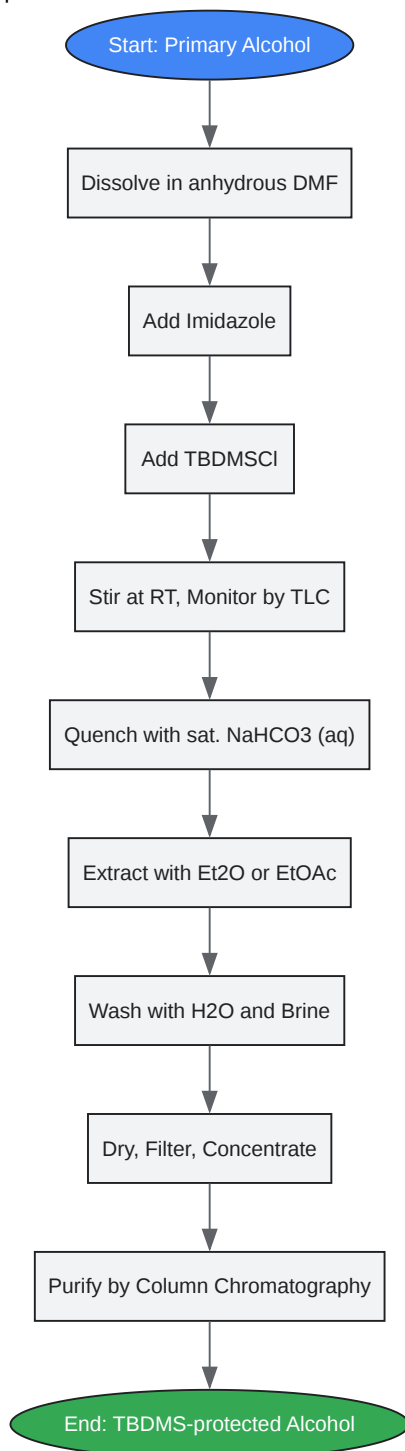 Start: Primary Alcohol
Dissolve in anhydrous DMF
Add Imidazole
Add TBDMSCl
Stir at RT, Monitor by TLC
Quench with sat. NaHCO3 (aq)
Extract with Et2O or EtOAc
Wash with H2O and Brine
Dry, Filter, Concentrate
Purify by Column Chromatography
End: TBDMS-protected Alcohol